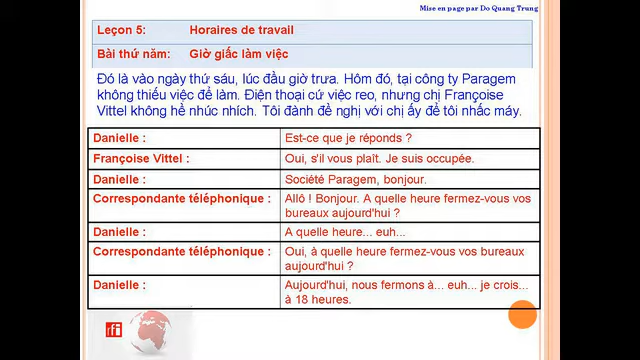 Mise en page par Do Quang Trung
Leçon 5: Horaires de travail
Bài thứ năm: Giờ giấc làm việc
Đó là vào ngày thứ sáu, lúc đầu giờ trưa. Hôm đó, tại công ty Paragem
không thiếu việc để làm. Điện thoại cứ việc reo, nhưng chị Françoise
Vittel không hề nhúc nhích. Tôi đành đề nghị với chị ấy để tôi nhấc máy.
Danielle : Est-ce que je réponds ?
Françoise Vittel : Oui, s'il vous plaît. Je suis occupée.
Danielle : Société Paragem, bonjour.
Correspondante téléphonique : Allô ! Bonjour. A quelle heure fermez-vous vos
bureaux aujourd'hui ?
Danielle : A quelle heure... euh...
Correspondante téléphonique : Oui, à quelle heure fermez-vous vos bureaux
aujourd'hui ?
Danielle : Aujourd'hui, nous fermons à... euh... je crois...
à 18 heures.
rfi